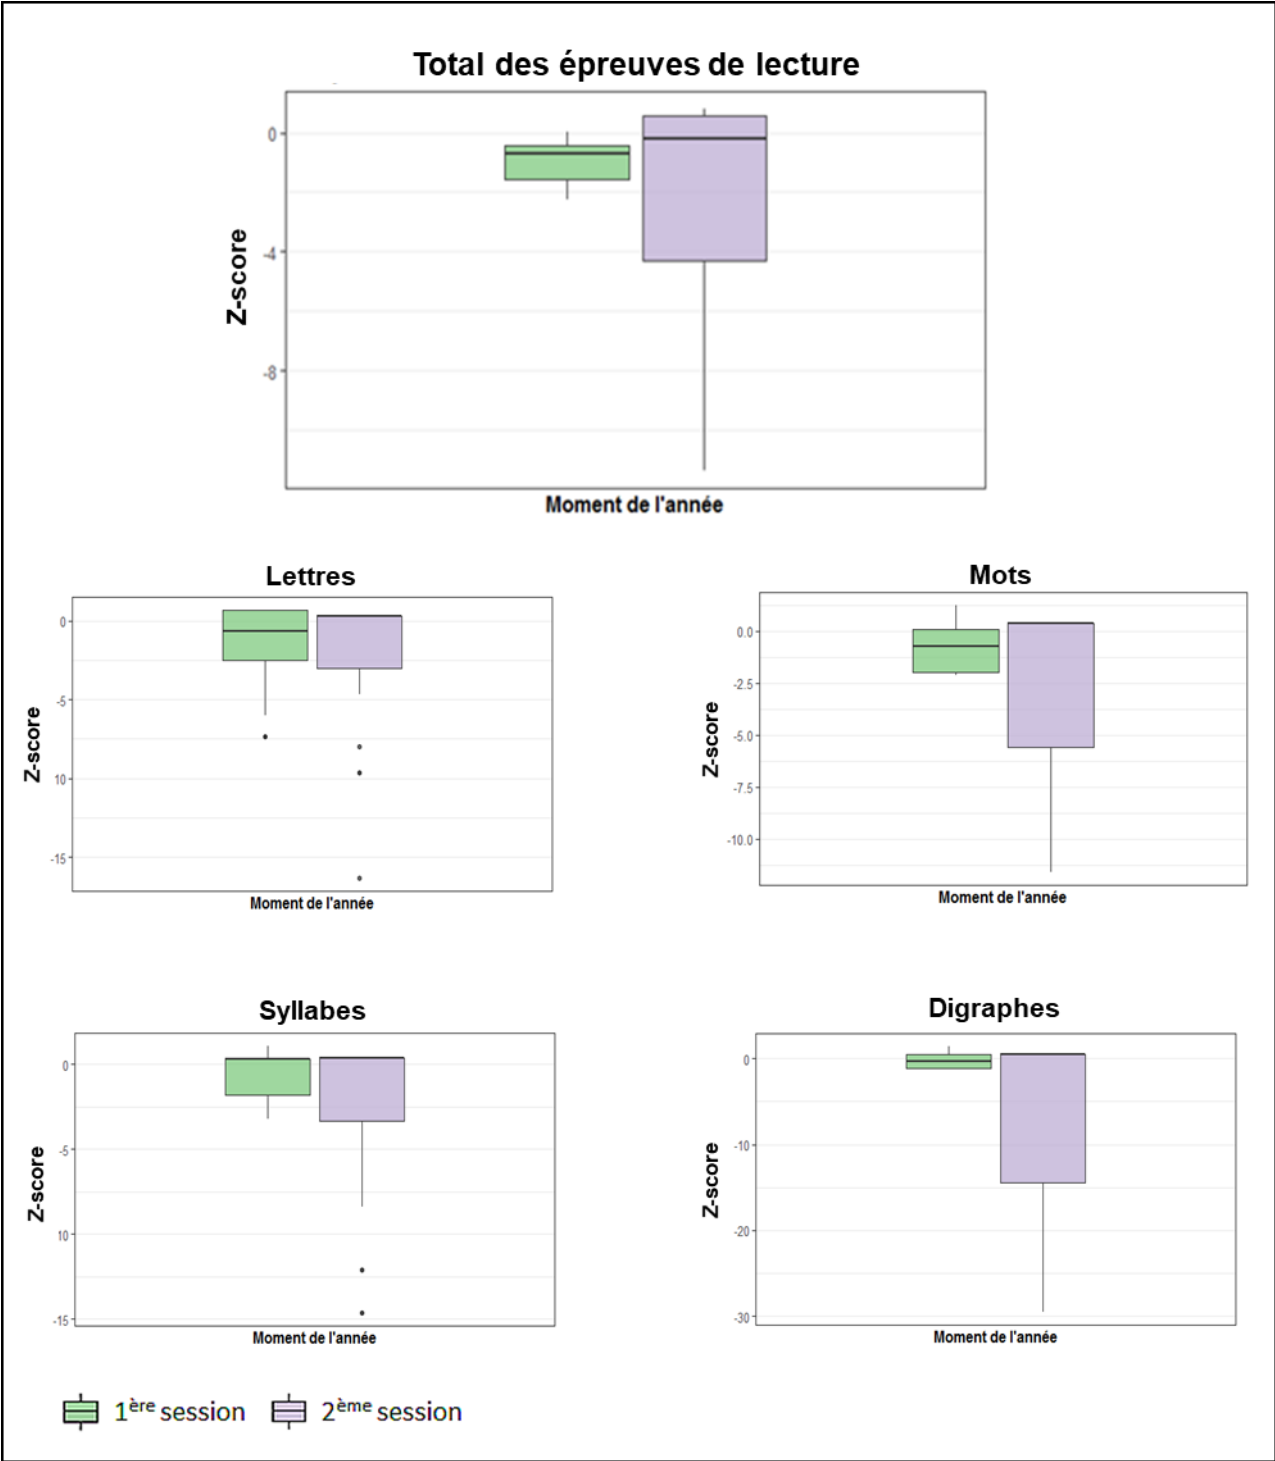 Total des épreuves de lecture
0
-4
-8
Z-score
Moment de l'année
Lettres
0
-5
10
-15
Z-score
Moment de l'année
Mots
0.0
-2.5
-5.0
-7.5
-10.0
Z-score
Moment de l'année
Syllabes
0
-5
10
-15
Z-score
Moment de l'année
Digraphes
0
-10
-20
-30
Z-score
Moment de l'année
1ère session 2ème session